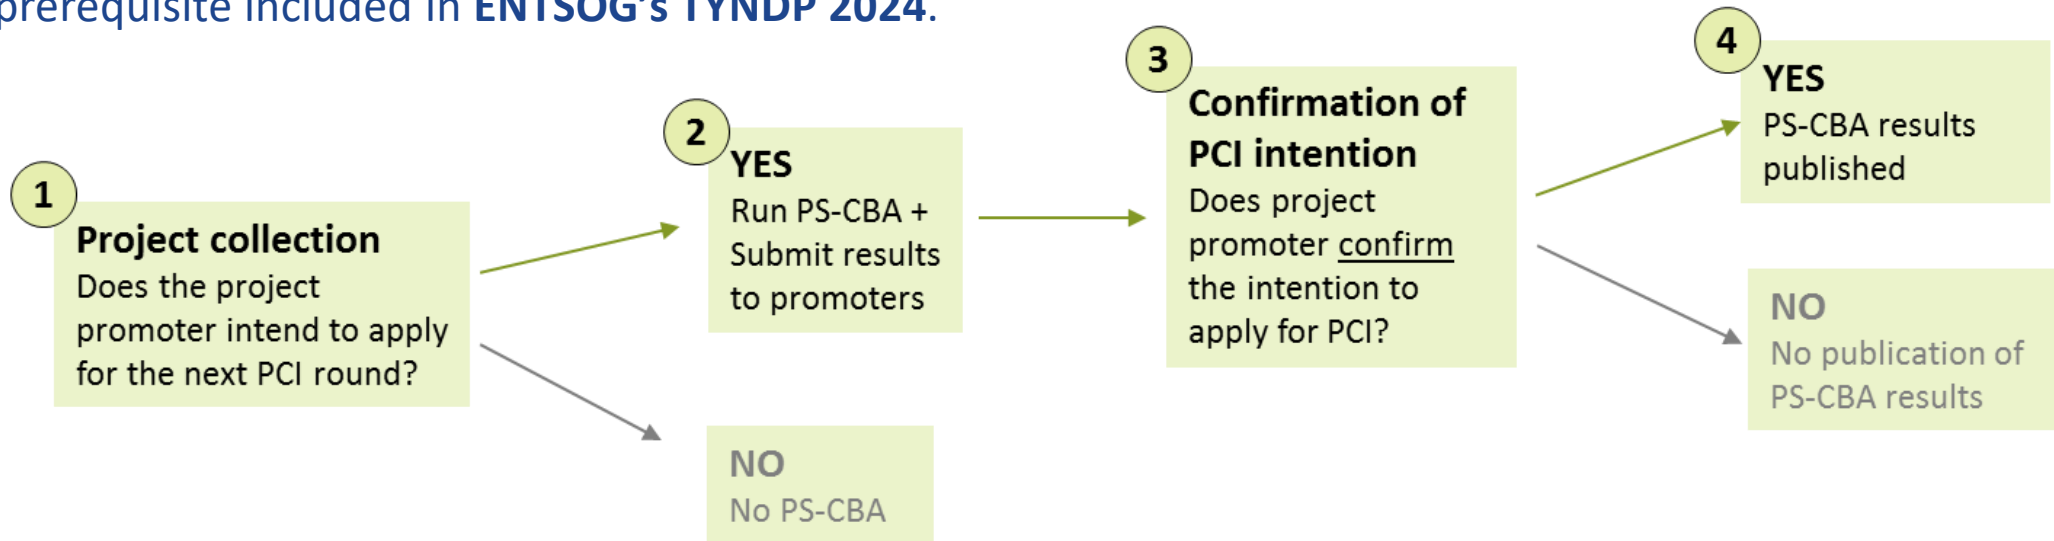 prerequisite included in ENTSOG's TYNDP 2024.
1
Project collection
Does the project
promoter intend to apply
for the next PCI round?
2
YES
Run PS-CBA +
Submit results
to promoters
NO
No PS-CBA
3
Confirmation of
PCI intention
Does project
promoter confirm
the intention to
apply for PCI?
4
YES
PS-CBA results
published
NO
No publication of
PS-CBA results